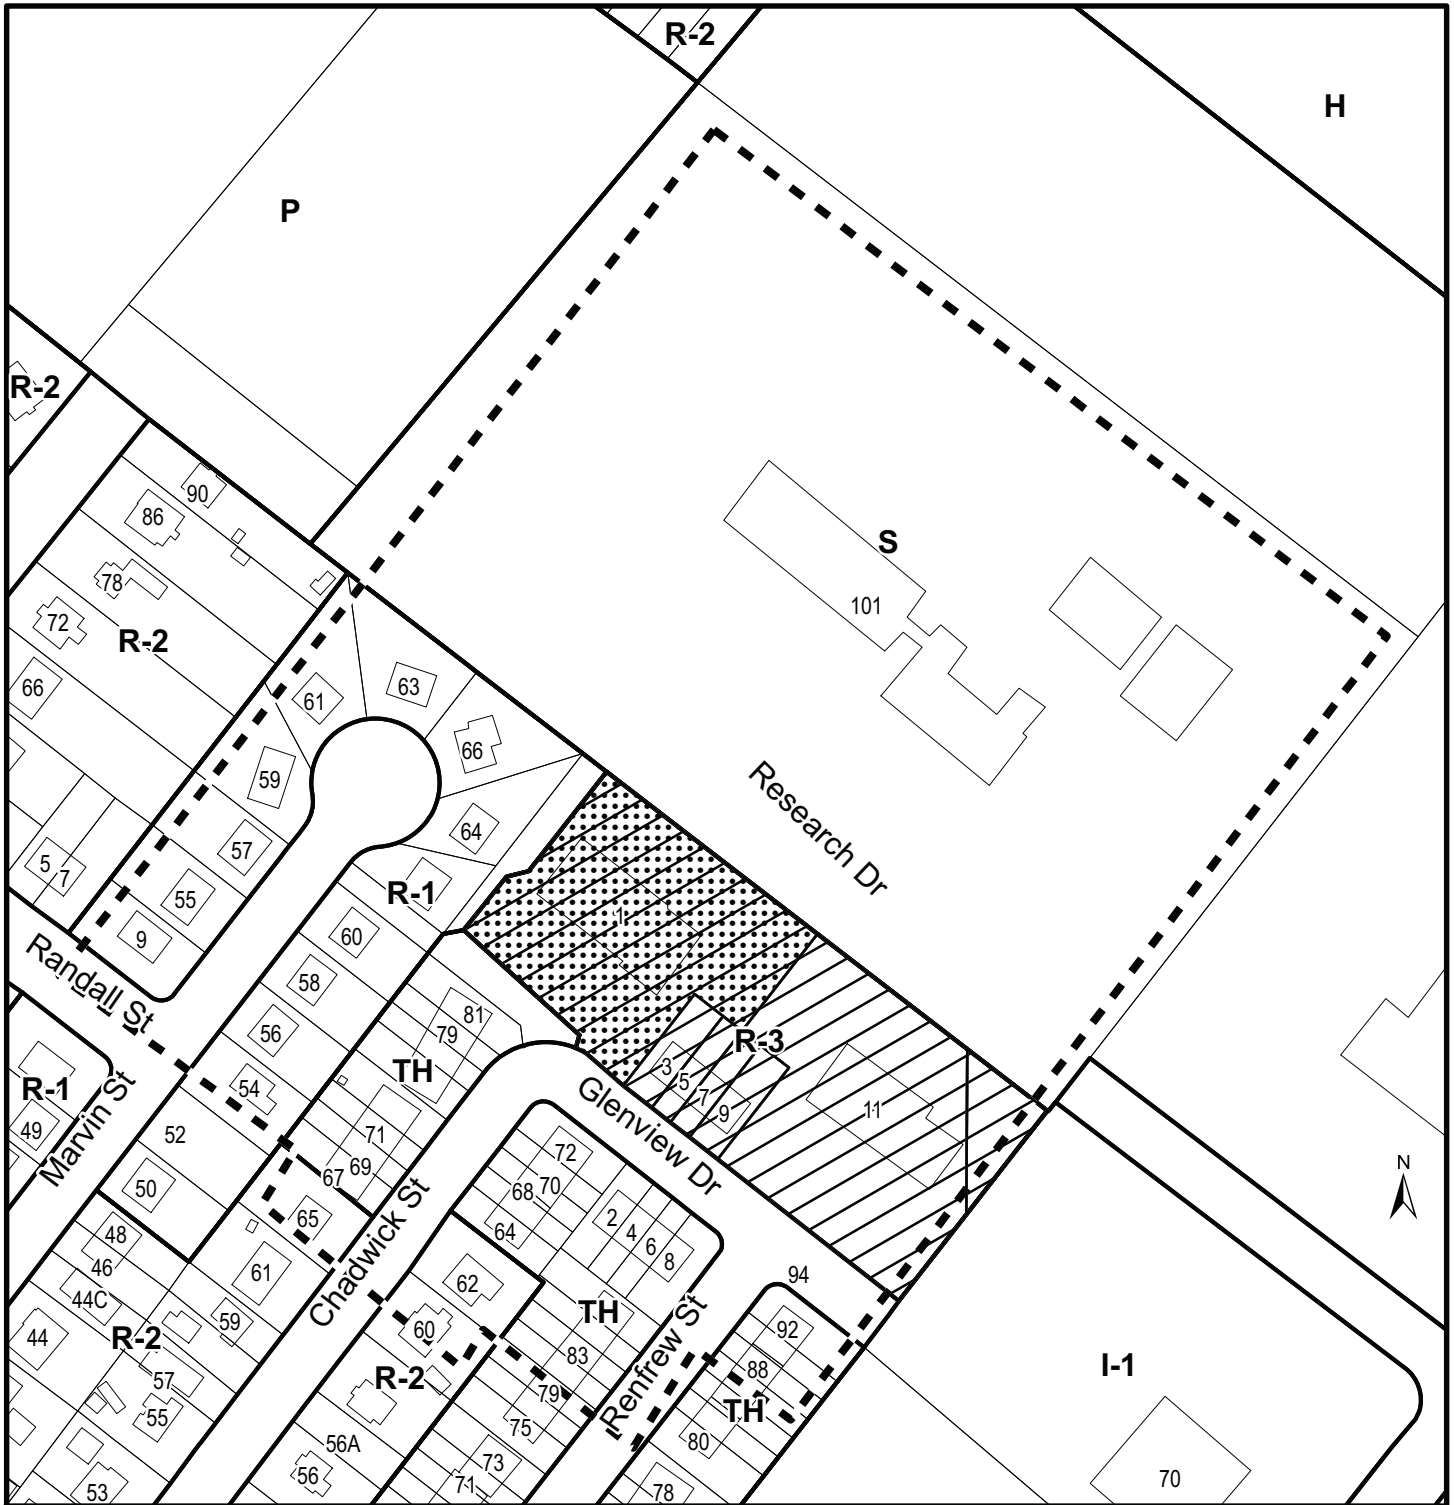 R-2
H
P
R-2
90
86
S
78
101
72
R-2
66
61
63
66
59
Research Dr
64
57
5
7
R-1
55
1
9
60
Randall St
58
81
56
79
R-3
TH
3
5
7
9
54
R-1
Glenview Dr
11
49
Marvin St
52
71
N
72
69
67
70
50
68
65
2
4
6
8
48
64
46
61
Chadwick St
94
62
44C
59
TH
60
92
44
R-2
Renfrew St
83
I-1
88
57
R-2
79
55
TH
75
80
56A
73
56
70
71
53
78